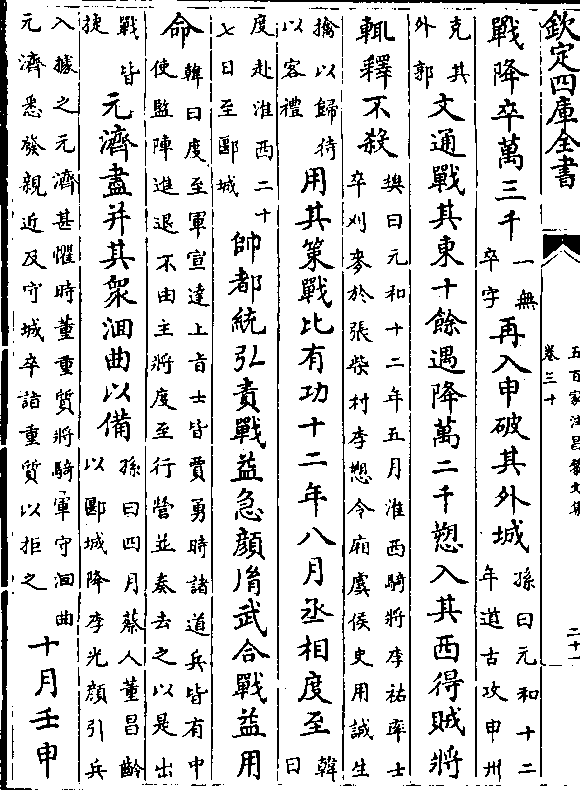 欽定四庫全書
五百家注昌黎文集
卷三十
二十一
戰降卒萬三千一無卒字再入申破其外城孫曰元和十二年道古攻申州
克其外郭文通戰其東十餘遇降萬二千愬入其西得賊將
輒釋不殺樊曰元和十二年五月淮西騎將李祐率士卒刈麥於張柴村李愬令廂虞侯史用誠生
擒以歸待以客禮用其策戰比有功十二年八月丞相度至韓曰
度赴淮西二十七日至郾城帥都統弘責戰益急顔𦙍武合戰益用
命韓曰度至軍宣達上旨士皆賈勇時諸道兵皆有中使監陣進退不由主將度至行營並奏去之以是出
戰皆捷元濟盡并其衆洄曲以備孫曰四月蔡人董昌齡以郾城降李光顔引兵
入據之元濟甚懼時董重質將騎軍守洄曲元濟悉發親近及守城卒詣重質以拒之十月壬申